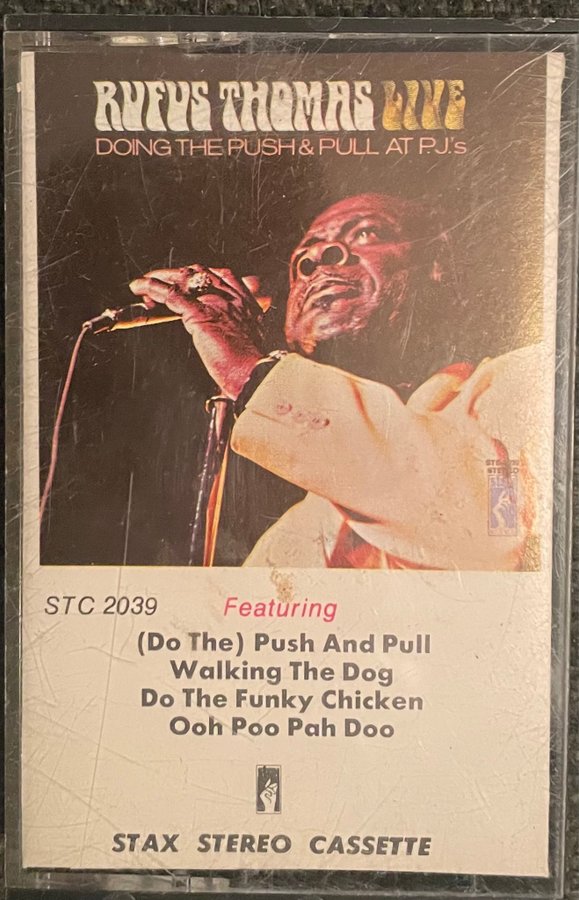 RUFUS THOMAS LIVE
DOING THE PUSH & PULL AT P.J.'s
STC 2039 Featuring
(Do The) Push And Pull
Walking The Dog
Do The Funky Chicken
Ooh Poo Pah Doo
STAX STEREO CASSETTE